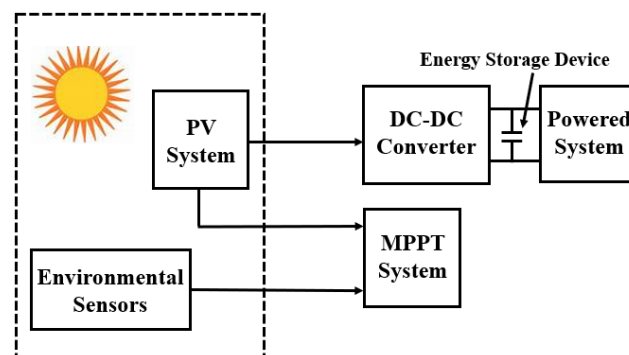 Energy Storage Device
PV
System
DC-DC
Converter
Powered
System
MPPT
System
Environmental
Sensors